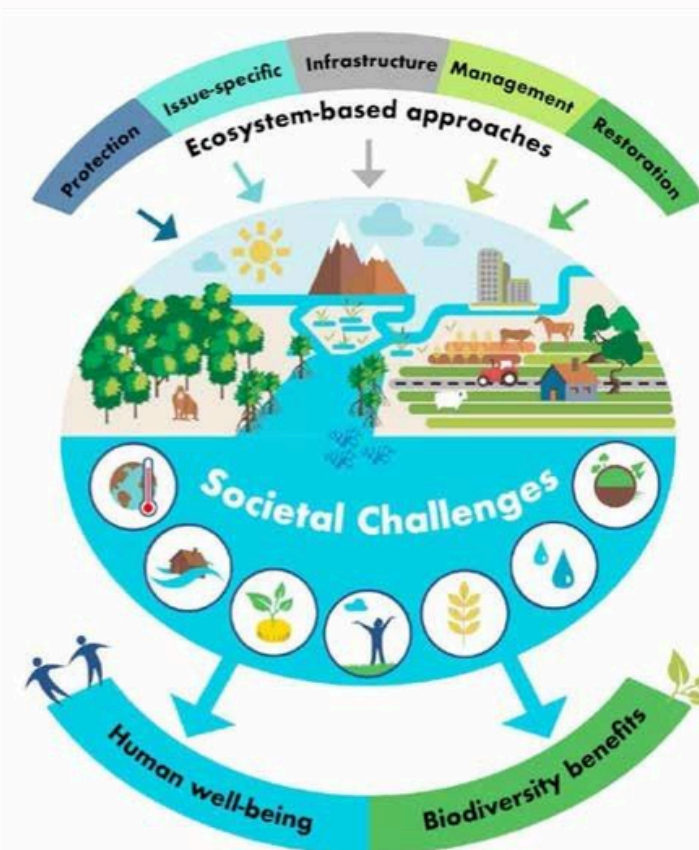 Protection
Issue-specific
Infrastructure
Management
Restoration
Ecosystem-based approaches
Societal Challenges
Human well-being
Biodiversity benefits